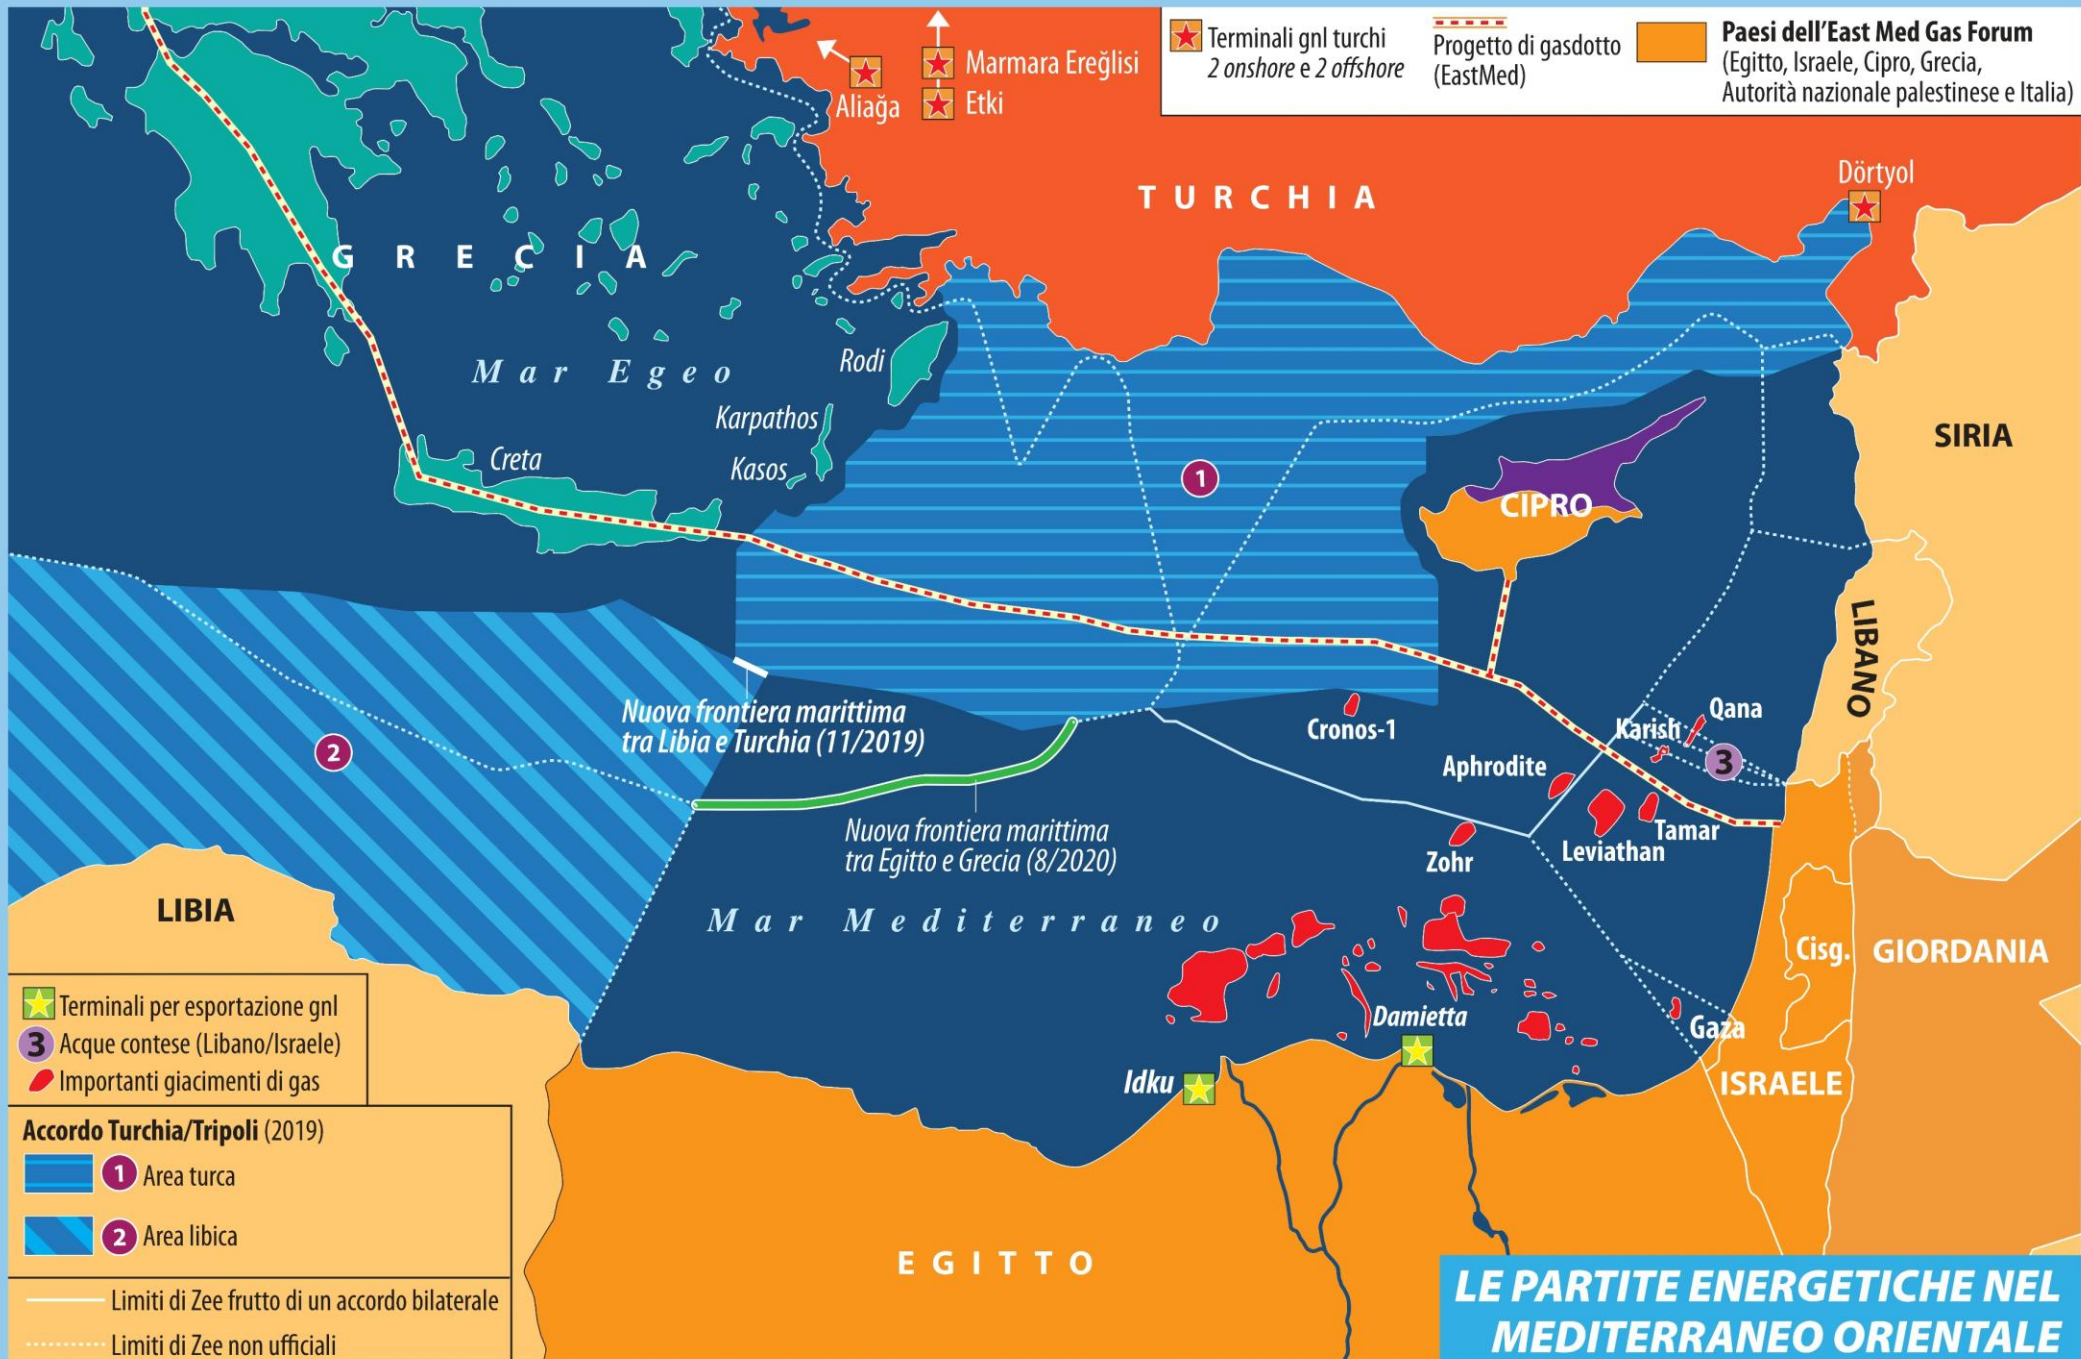 Terminali gnl turchi
2 onshore e 2 offshore
Progetto di gasdotto
(EastMed)
Paesi dell'East Med Gas Forum
(Egitto, Israele, Cipro, Grecia,
Autorità nazionale palestinese e Italia)
Marmara Ereğlisi
Aliağa
Etki
TURCHIA
Dörtyol
GRECIA
Mar Egeo
Rodi
Karpathos
Kasos
Creta
1
CIPRO
SIRIA
LIBANO
Nuova frontiera marittima
tra Libia e Turchia (11/2019)
2
Cronos-1
Qana
Karish
3
Aphrodite
Tamar
Leviathan
Zohr
Nuova frontiera marittima
tra Egitto e Grecia (8/2020)
Mar Mediterraneo
LIBIA
Cisg.
GIORDANIA
Damietta
Gaza
Idku
ISRAELE
EGITTO
Terminali per esportazione gnl
3 Acque contese (Libano/Israele)
Importanti giacimenti di gas
Accordo Turchia/Tripoli (2019)
1 Area turca
2 Area libica
Limiti di Zee frutto di un accordo bilaterale
Limiti di Zee non ufficiali
LE PARTITE ENERGETICHE NEL
MEDITERRANEO ORIENTALE